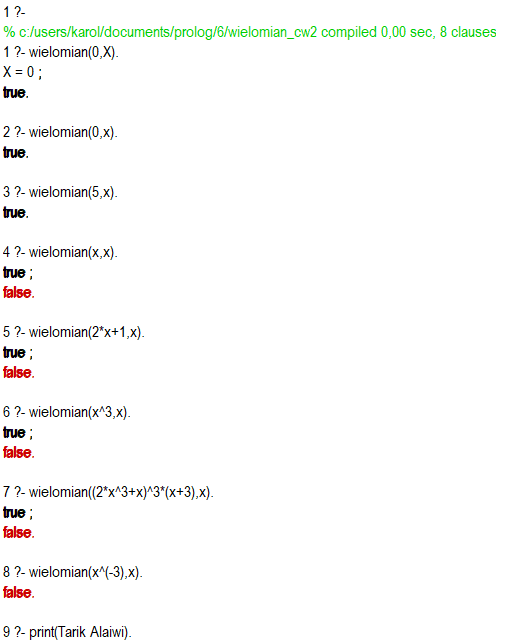 1 ?-
% c:/users/karol/documents/prolog/6/wielomian_cw2 compiled 0,00 sec, 8 clauses
1 ?- wielomian(0,X).
X = 0 ;
true.
2 ?- wielomian(0,x).
true.
3 ?- wielomian(5,x).
true.
4 ?- wielomian(x,x).
true ;
false.
5 ?- wielomian(2*x+1,x).
true ;
false.
6 ?- wielomian(x^3,x).
true ;
false.
7 ?- wielomian((2*x^3+x)^3*(x+3),x).
true ;
false.
8 ?- wielomian(x^(-3),x).
false.
9 ?- print(Tarik Alaiwi).